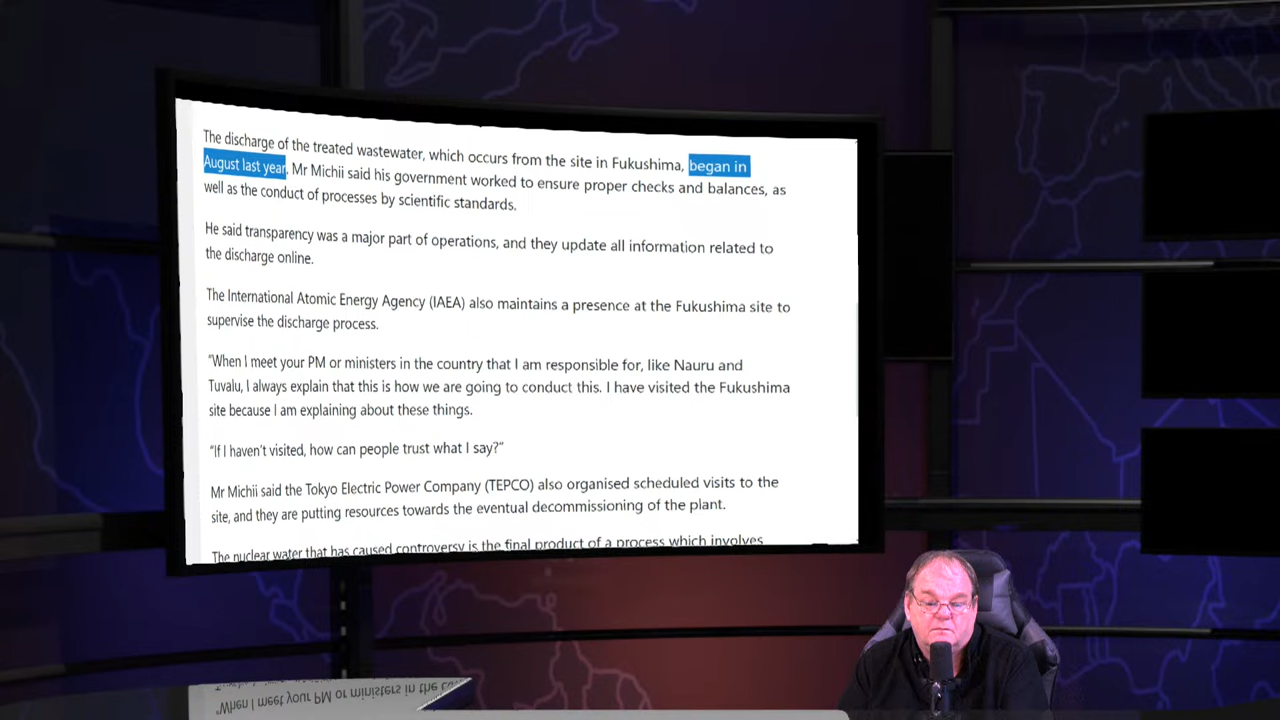 The discharge of the treated wastewater, which occurs from the site in Fukushima, began in
August last year. Mr Michii said his government worked to ensure proper checks and balances, as
well as the conduct of processes by scientific standards.
He said transparency was a major part of operations, and they update all information related to
the discharge online.
The International Atomic Energy Agency (IAEA) also maintains a presence at the Fukushima site to
supervise the discharge process.
"When I meet your PM or ministers in the country that I am responsible for, like Nauru and
Tuvalu, I always explain that this is how we are going to conduct this. I have visited the Fukushima
site because I am explaining about these things.
"If I haven't visited, how can people trust what I say?"
Mr Michii said the Tokyo Electric Power Company (TEPCO) also organised scheduled visits to the
site, and they are putting resources towards the eventual decommissioning of the plant.
The nuclear water that has caused controversy is the final product of a process which involves
"When I meet your PM or ministers in the